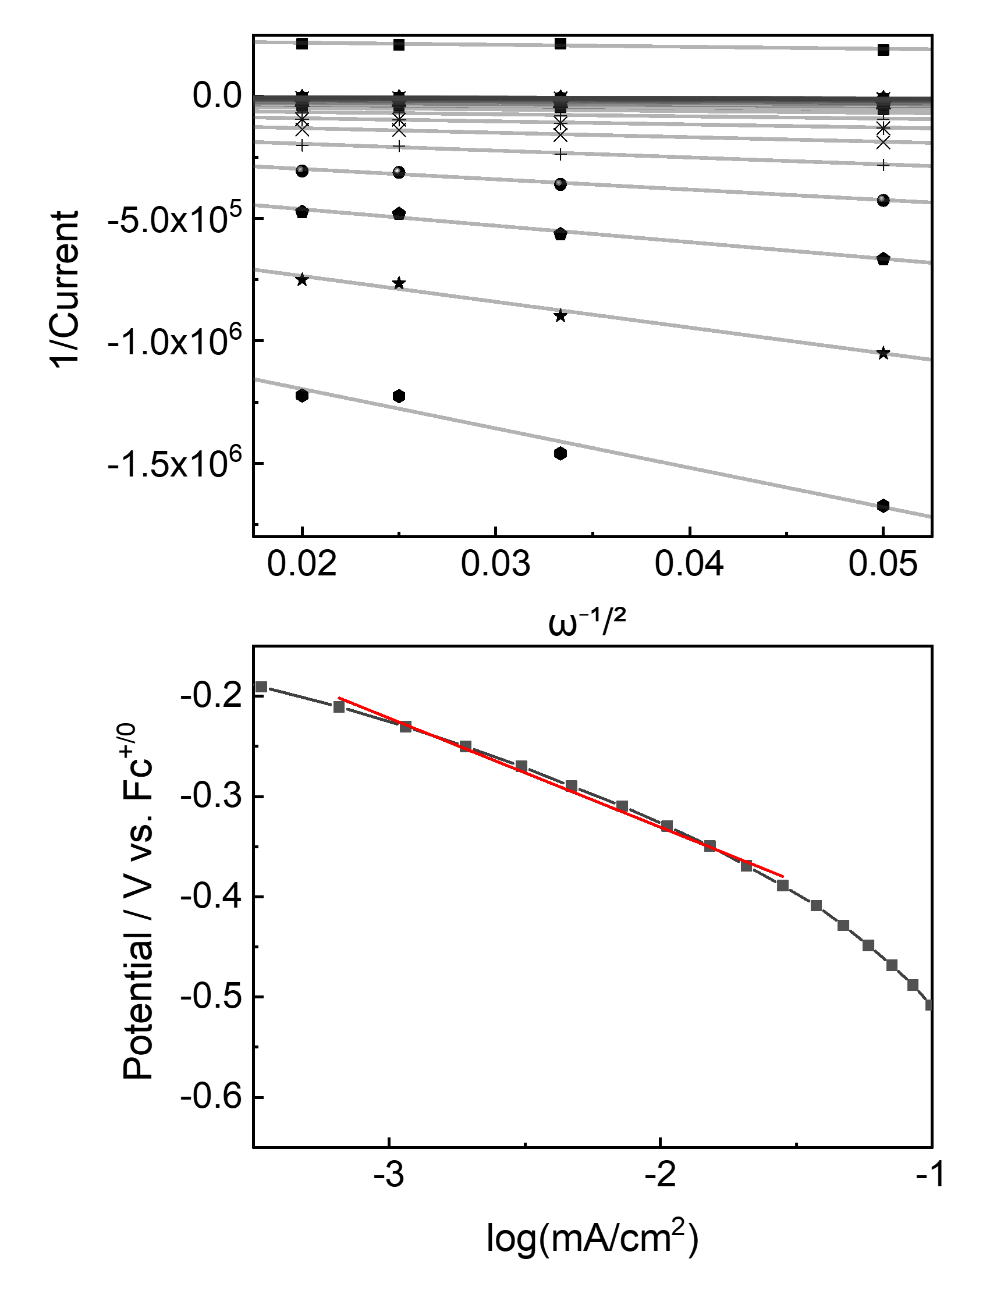 0.0
-5.0x10⁵
-1.0x10⁶
-1.5x10⁶
1/Current
0.02 0.03 0.04 0.05
ω⁻¹/²
-0.2
-0.3
-0.4
-0.5
-0.6
Potential / V vs. Fc⁺/⁰
-3 -2 -1
log(mA/cm²)